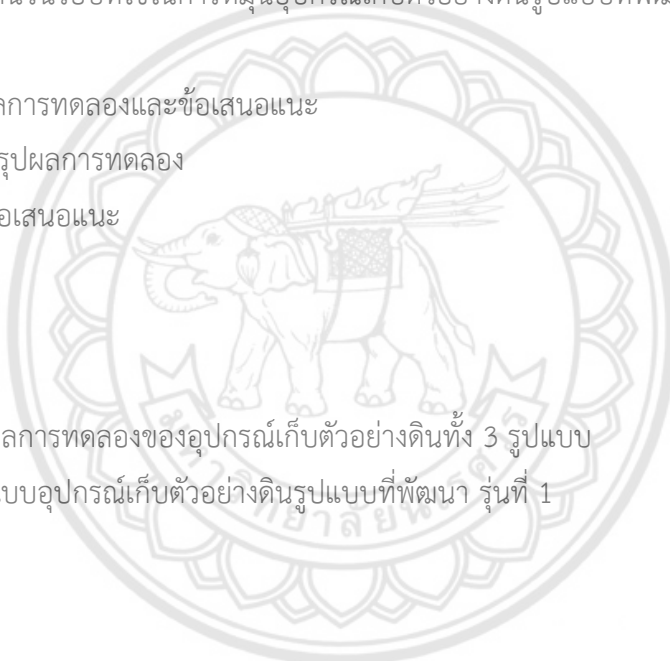 ลการทดลองและข้อเสนอแนะ
รุปผลการทดลอง
อเสนอแนะ
ลการทดลองของอุปกรณ์เก็บตัวอย่างดินทั้ง 3 รูปแบบ
บบอุปกรณ์เก็บตัวอย่างดินรูปแบบที่พัฒนา รุ่นที่ 1